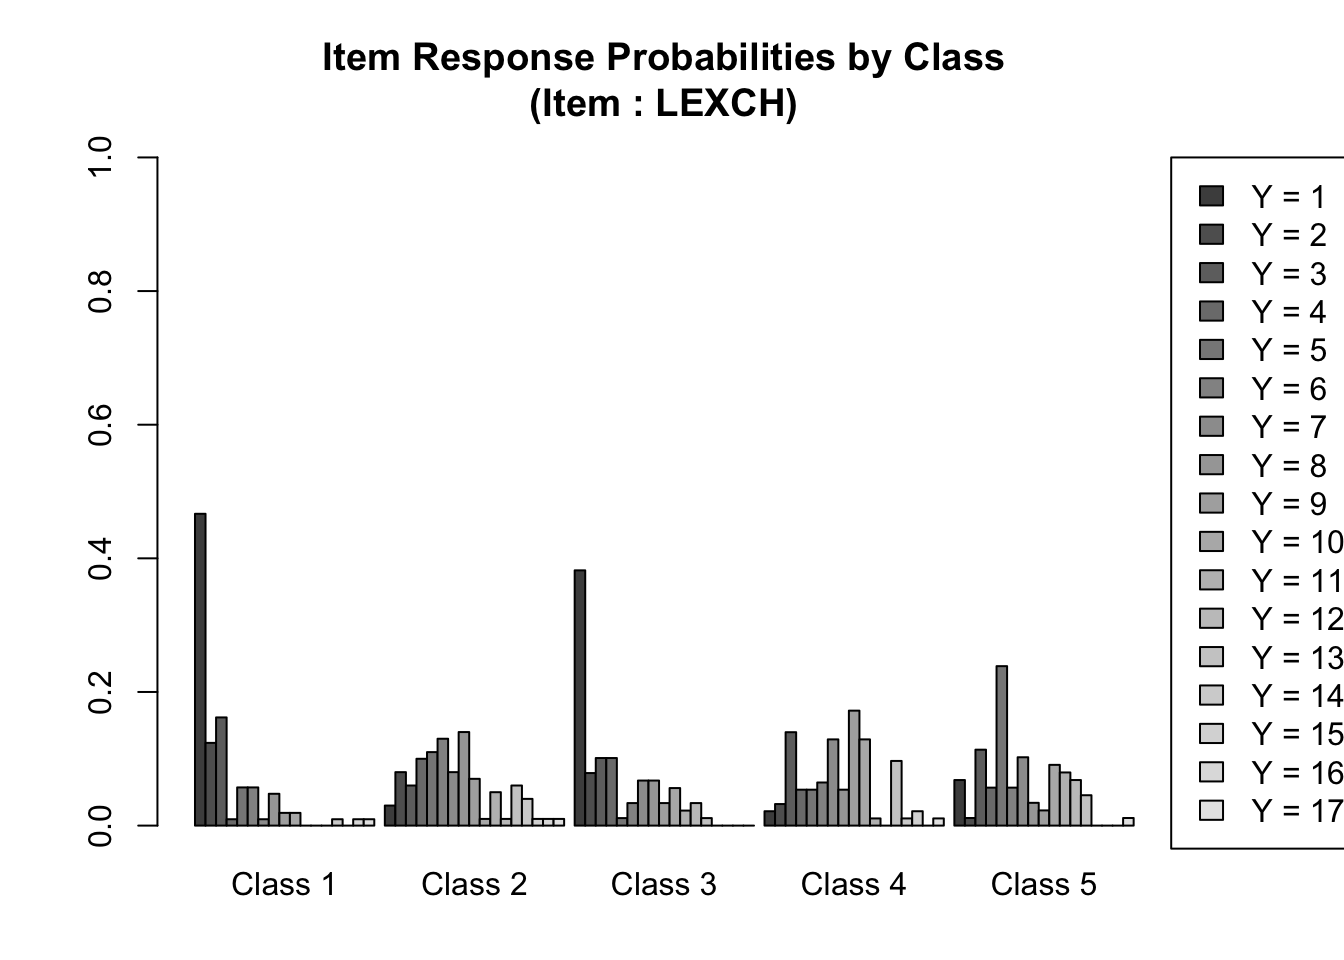 Item Response Probabilities by Class
(Item : LEXCH)
1.0
0.8
0.6
0.4
0.2
0.0
Class 1
Class 2
Class 3
Class 4
Class 5
Y = 1
Y = 2
Y = 3
Y = 4
Y = 5
Y = 6
Y = 7
Y = 8
Y = 9
Y = 10
Y = 11
Y = 12
Y = 13
Y = 14
Y = 15
Y = 16
Y = 17